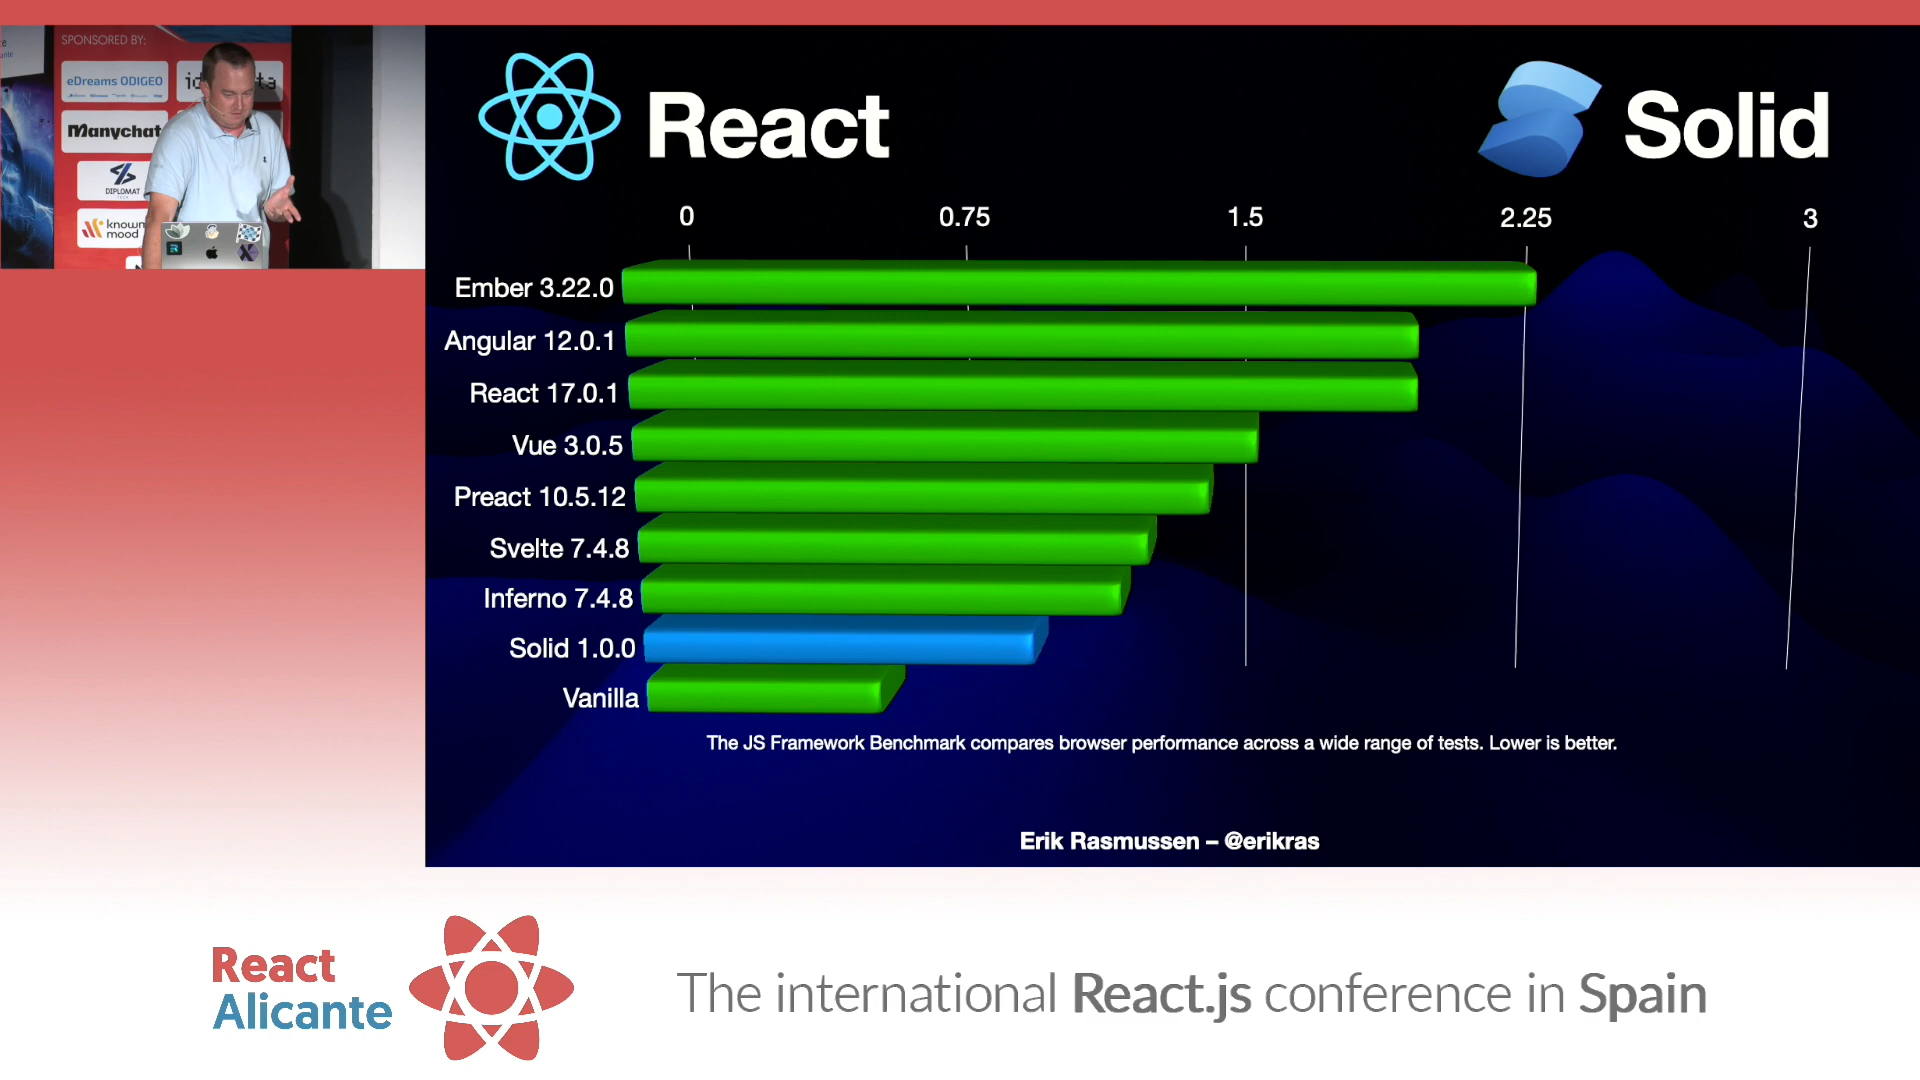 SPONSORED BY:
eDreams ODIGEO
Manychat
DIPLOMAT
known
mood
React
Solid
0
0.75
1.5
2.25
3
Ember 3.22.0
Angular 12.0.1
React 17.0.1
Vue 3.0.5
Preact 10.5.12
Svelte 7.4.8
Inferno 7.4.8
Solid 1.0.0
Vanilla
The JS Framework Benchmark compares browser performance across a wide range of tests. Lower is better.
Erik Rasmussen – @erikras
React
Alicante
The international React.js conference in Spain